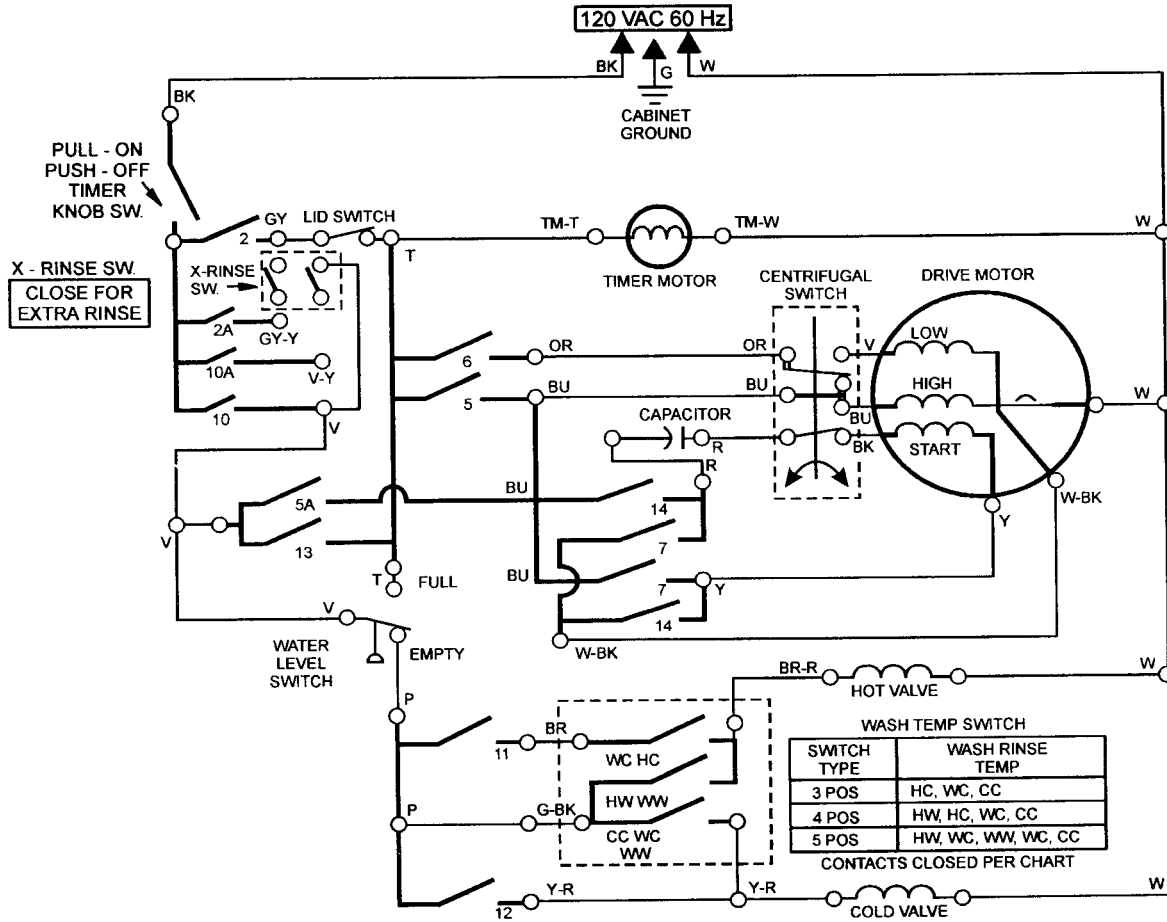 120 VAC 60 Hz
BK
G
W
CABINET
GROUND
BK
PULL - ON
PUSH - OFF
TIMER
KNOB SW.
GY
LID SWITCH
2
TM-T
TM-W
W
T
TIMER MOTOR
X - RINSE SW.
CLOSE FOR
EXTRA RINSE
X-RINSE
SW.
CENTRIFUGAL
SWITCH
DRIVE MOTOR
2A
GY-Y
10A
V-Y
10
V
6
OR
OR
V
LOW
5
BU
BU
BU
HIGH
W
CAPACITOR
R
BK
START
R
5A
BU
14
W-BK
Y
V
13
7
T
FULL
BU
7
Y
14
V
WATER
LEVEL
SWITCH
EMPTY
W-BK
P
BR-R
HOT VALVE
W
11
BR
WC HC
HW WW
P
G-BK
CC WC
WW
WASH TEMP SWITCH
SWITCH TYPE
WASH RINSE TEMP
3 POS
HC, WC, CC
4 POS
HW, HC, WC, CC
5 POS
HW, WC, WW, WC, CC
CONTACTS CLOSED PER CHART
12
Y-R
Y-R
COLD VALVE
W